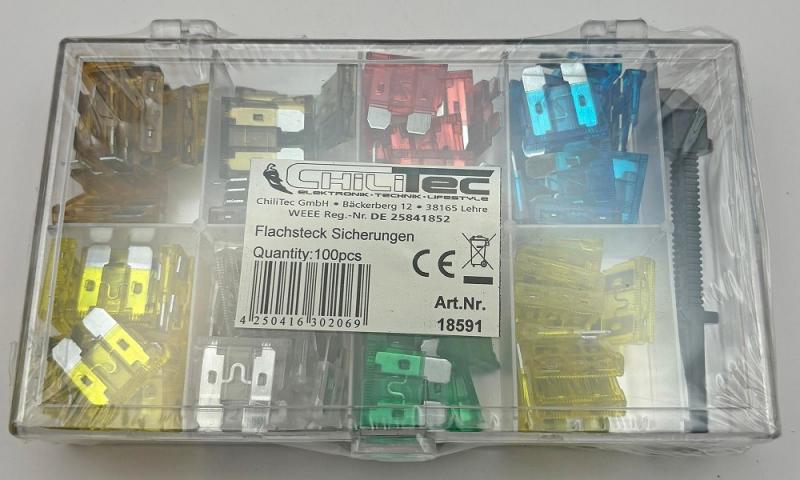 CHiLiTEC
ELEKTRONIK • TECHNIK • LIFESTYLE
ChiliTec GmbH • Bäckerberg 12 • 38165 Lehre
WEEE Reg.-Nr. DE 25841852
Flachsteck Sicherungen
Quantity:100pcs
CE
Art.Nr.
18591
4 250416 302069